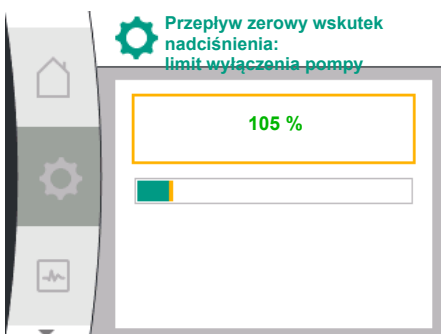 Przepływ zerowy wskutek
nadciśnienia:
limit wyłączenia pompy
105 %